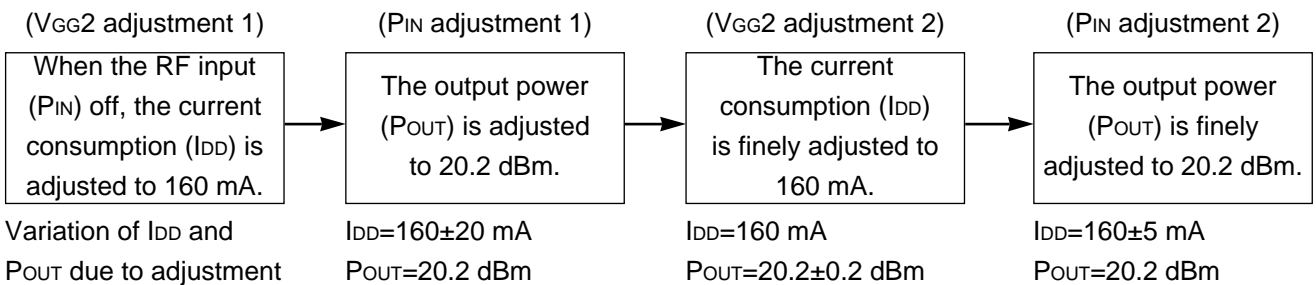 (VGG2 adjustment 1)
When the RF input
(PIN) off, the current
consumption (IDD) is
adjusted to 160 mA.
Variation of IDD and
POUT due to adjustment
(PIN adjustment 1)
The output power
(POUT) is adjusted
to 20.2 dBm.
IDD=160±20 mA
POUT=20.2 dBm
(VGG2 adjustment 2)
The current
consumption (IDD)
is finely adjusted to
160 mA.
IDD=160 mA
POUT=20.2±0.2 dBm
(PIN adjustment 2)
The output power
(POUT) is finely
adjusted to 20.2 dBm.
IDD=160±5 mA
POUT=20.2 dBm